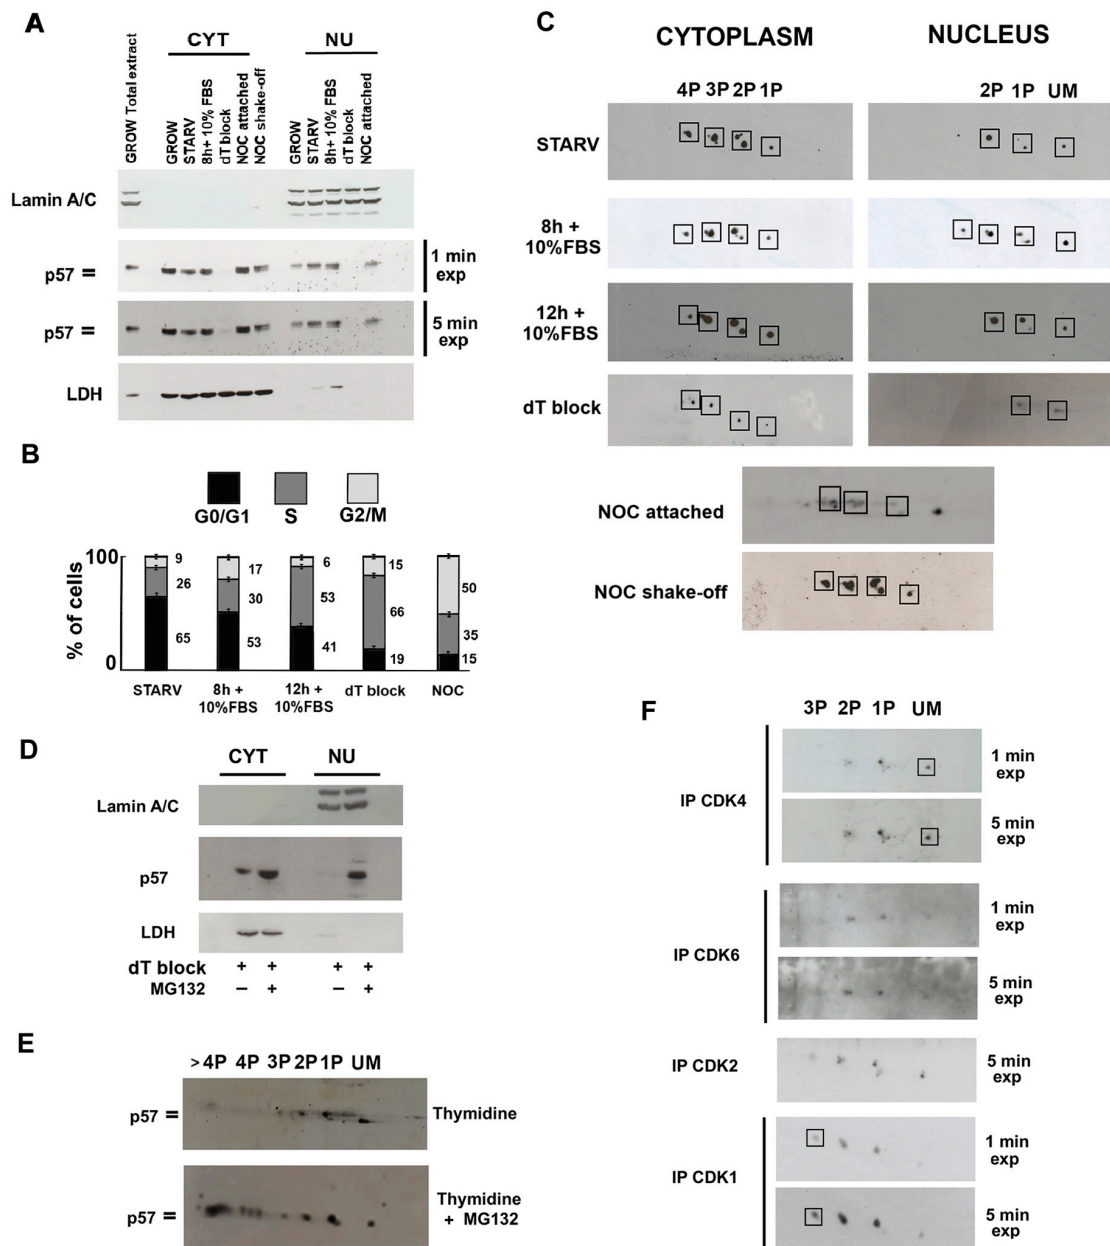 A
CYT NU
GROW Total extract
GROW
STARV
8h+ 10% FBS
dT block
NOC attached
NOC shake-off
GROW
STARV
8h+ 10% FBS
dT block
NOC attached
Lamin A/C
p57 =
1 min
exp
p57 =
5 min
exp
LDH
B
G0/G1 S G2/M
% of cells
100
0
9
26
65
17
30
53
6
53
41
15
66
19
50
35
15
STARV
8h +
10%FBS
12h +
10%FBS
dT block
NOC
C
CYTOPLASM NUCLEUS
4P 3P 2P 1P
2P 1P UM
STARV
8h +
10%FBS
12h +
10%FBS
dT block
NOC attached
NOC shake-off
D
CYT NU
Lamin A/C
p57
LDH
dT block + + + +
MG132 – + – +
E
>4P 4P 3P 2P 1P UM
p57 = Thymidine
p57 =
Thymidine
+ MG132
F
3P 2P 1P UM
IP CDK4
1 min
exp
5 min
exp
IP CDK6
1 min
exp
5 min
exp
IP CDK2
5 min
exp
IP CDK1
1 min
exp
5 min
exp